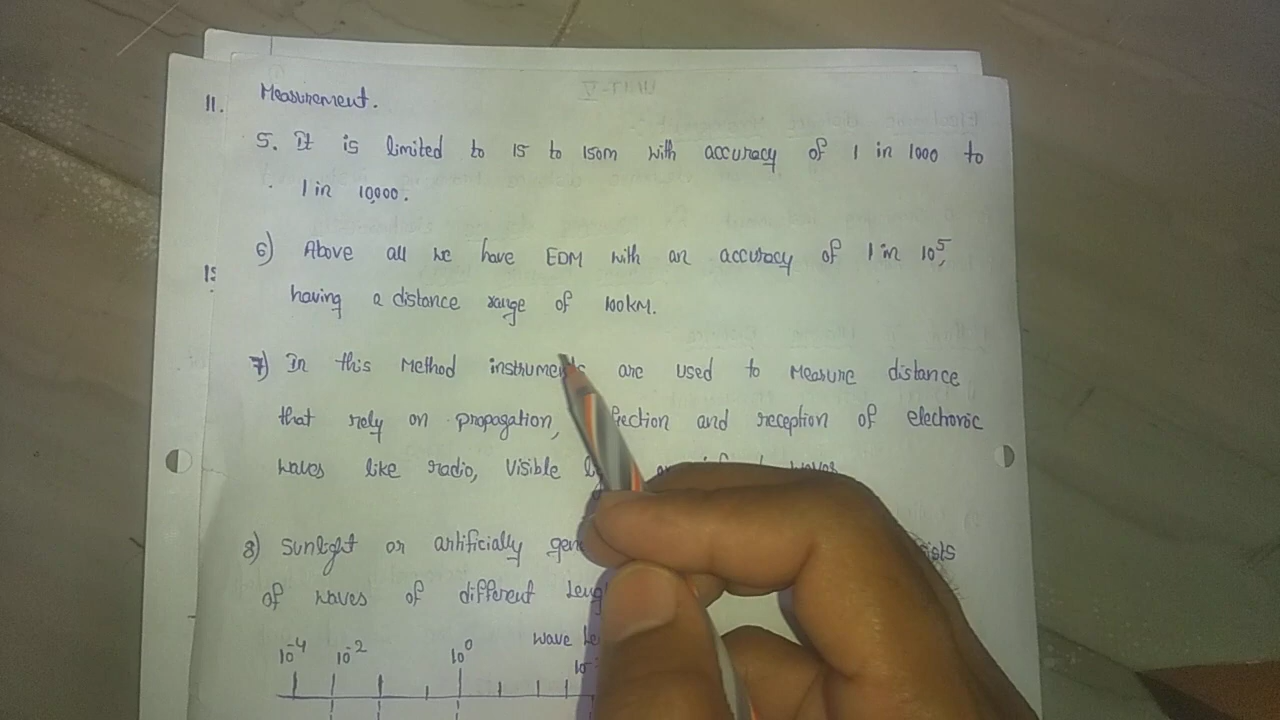 11.
Measurement.
5. It is limited to 15 to 150m with accuracy of 1 in 1000 to
1 in 10,000.
6) Above all we have EDM with an accuracy of 1 in 10⁵,
15
having a distance range of 100KM.
7) In this Method instruments are used to Measure distance
that rely on propagation, and reception of electronic
waves like radio, Visible
8) Sunlight or artificially
of waves of different
wave
10⁻⁴ 10⁻² 10⁰